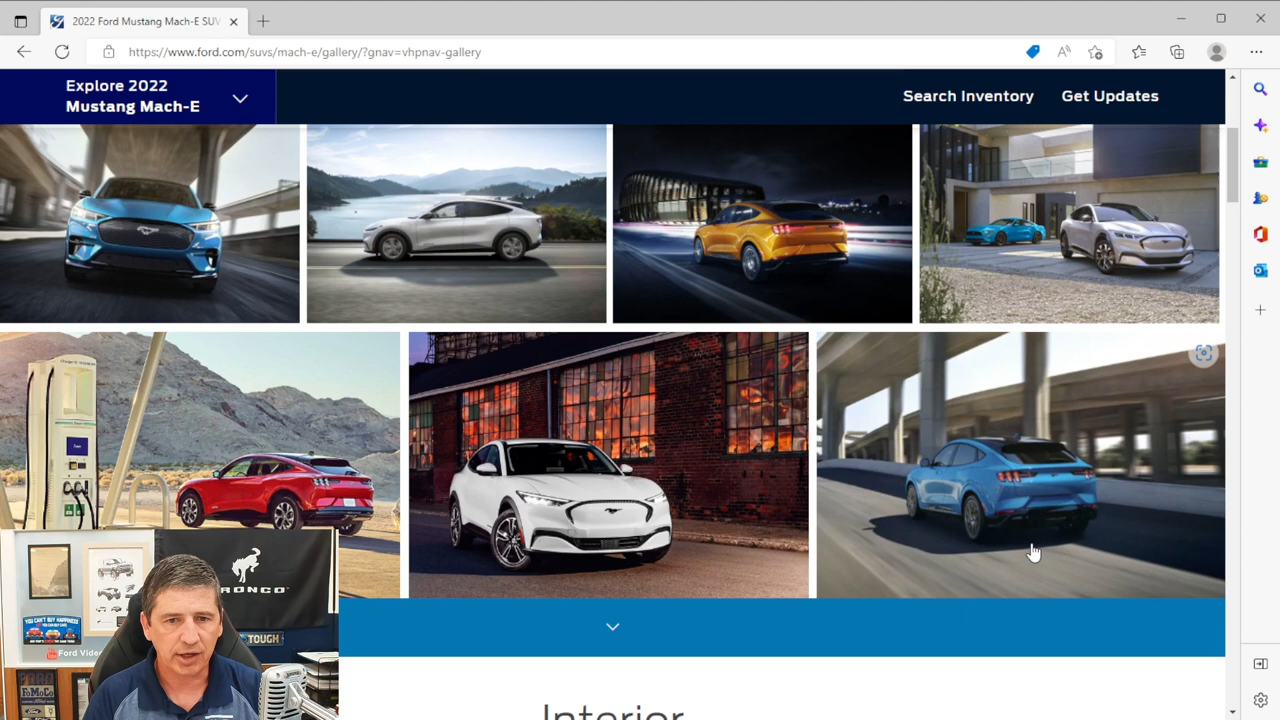 2022 Ford Mustang Mach-E SUV
https://www.ford.com/suvs/mach-e/gallery/?gnav=vhpnav-gallery
Explore 2022
Mustang Mach-E
Search Inventory
Get Updates
RONCO
YOU CAN'T BUY HAPPINESS
TOUGH
Ford Video
FoMoCo
Interior